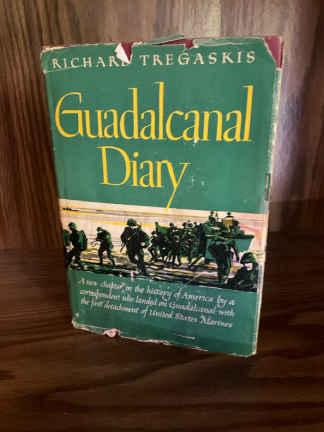 RICHARD TREGASKIS
Guadalcanal
Diary
A new chapter in the history of America by a
correspondent who landed on Guadalcanal with
the first detachment of United States Marines